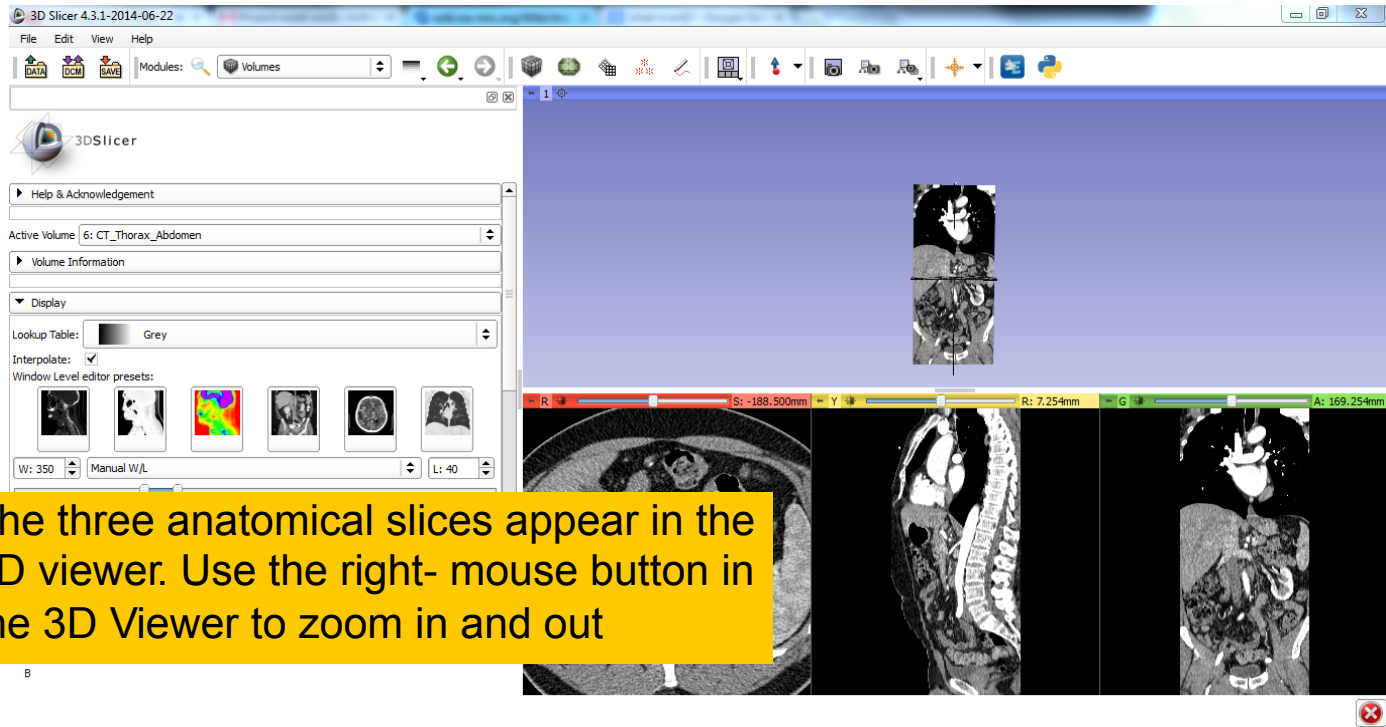 3D Slicer 4.3.1-2014-06-22
File Edit View Help
DATA DCM SAVE Modules: Volumes
1
3DSlicer
Help & Acknowledgement
Active Volume 6: CT_Thorax_Abdomen
Volume Information
Display
Lookup Table: Grey
Interpolate:
Window Level editor presets:
W: 350 Manual W/L L: 40
R S: -188.500mm Y R: 7.254mm G A: 169.254mm
he three anatomical slices appear in the
D viewer. Use the right- mouse button in
he 3D Viewer to zoom in and out
B